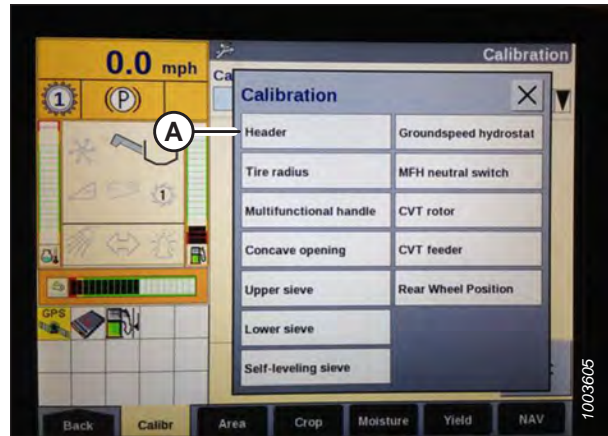 0.0 mph
Calibration
1
(P)
Ca
Calibration
A
Header
Groundspeed hydrostat
Tire radius
MFH neutral switch
1
Multifunctional handle
CVT rotor
Concave opening
CVT feeder
Upper sieve
Rear Wheel Position
Lower sieve
GPS
Self-leveling sieve
Back
Calibr
Area
Crop
Moisture
Yield
NAV
1003605